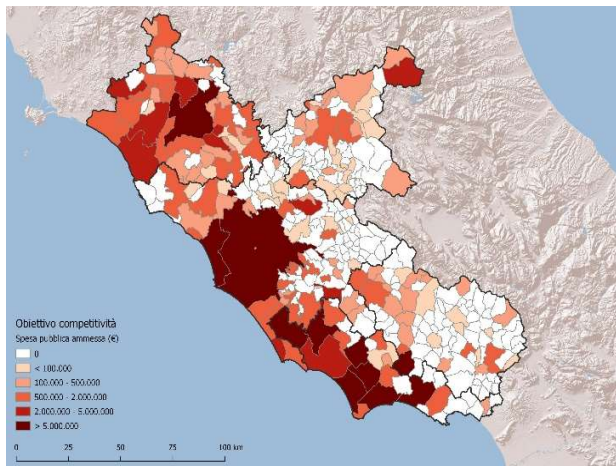 Obiettivo competitività
Spesa pubblica ammessa (€)
0
< 100.000
100.000 - 500.000
500.000 - 2.000.000
2.000.000 - 5.000.000
> 5.000.000
0 25 50 75 100 km